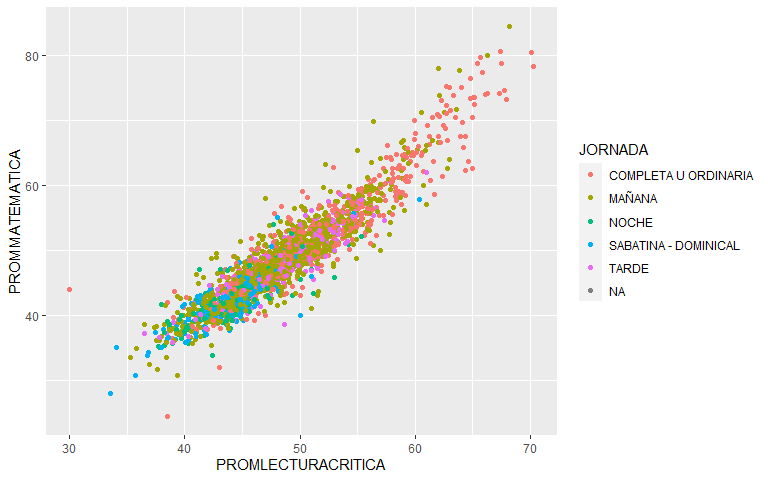 80
60
40
30
40
50
60
70
PROMMATEMATICA
PROMLECTURACRITICA
JORNADA
COMPLETA U ORDINARIA
MAÑANA
NOCHE
SABATINA - DOMINICAL
TARDE
NA